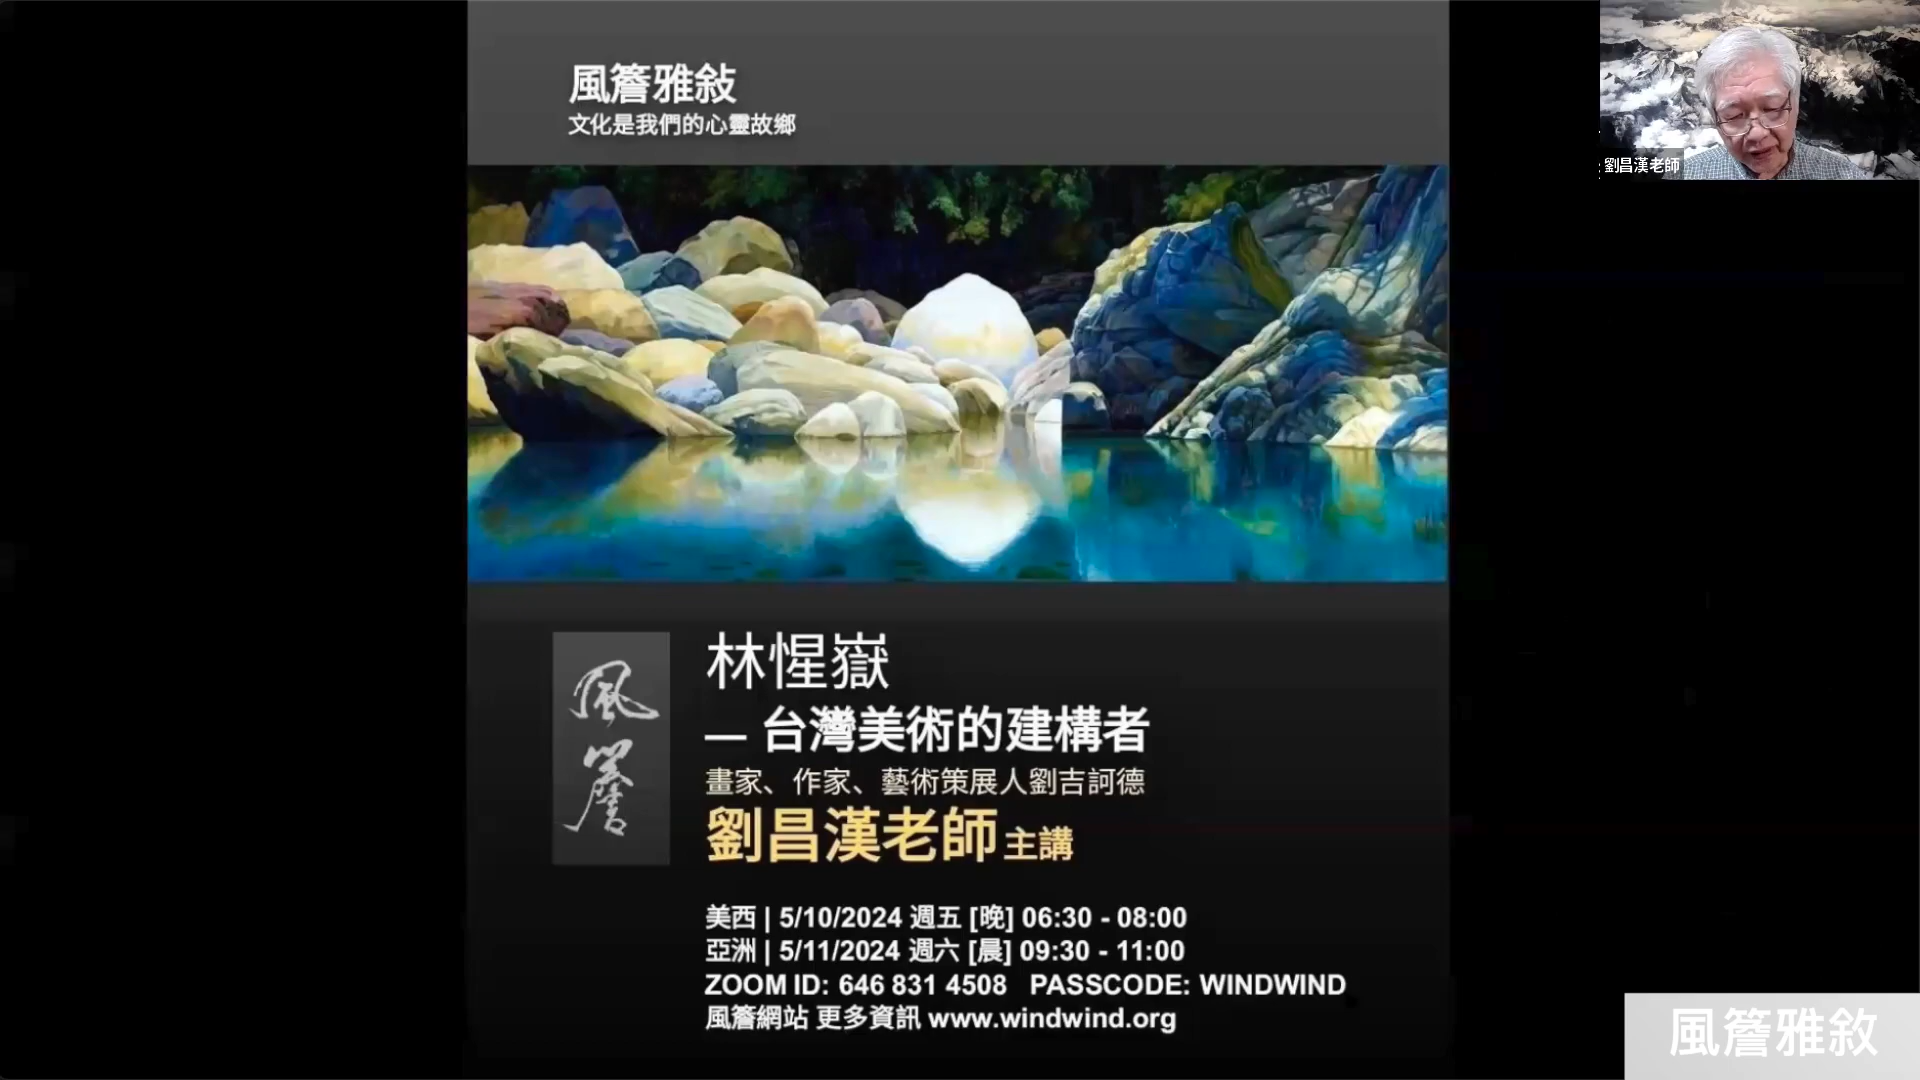 風簷雅敍
文化是我們的心靈故鄉
劉昌漢老師
風簷
林惺嶽
— 台灣美術的建構者
畫家、作家、藝術策展人劉吉訶德
劉昌漢老師 主講
美西 | 5/10/2024 週五 [晚] 06:30 - 08:00
亞洲 | 5/11/2024 週六 [晨] 09:30 - 11:00
ZOOM ID: 646 831 4508 PASSCODE: WINDWIND
風簷網站 更多資訊 www.windwind.org
風簷雅敘